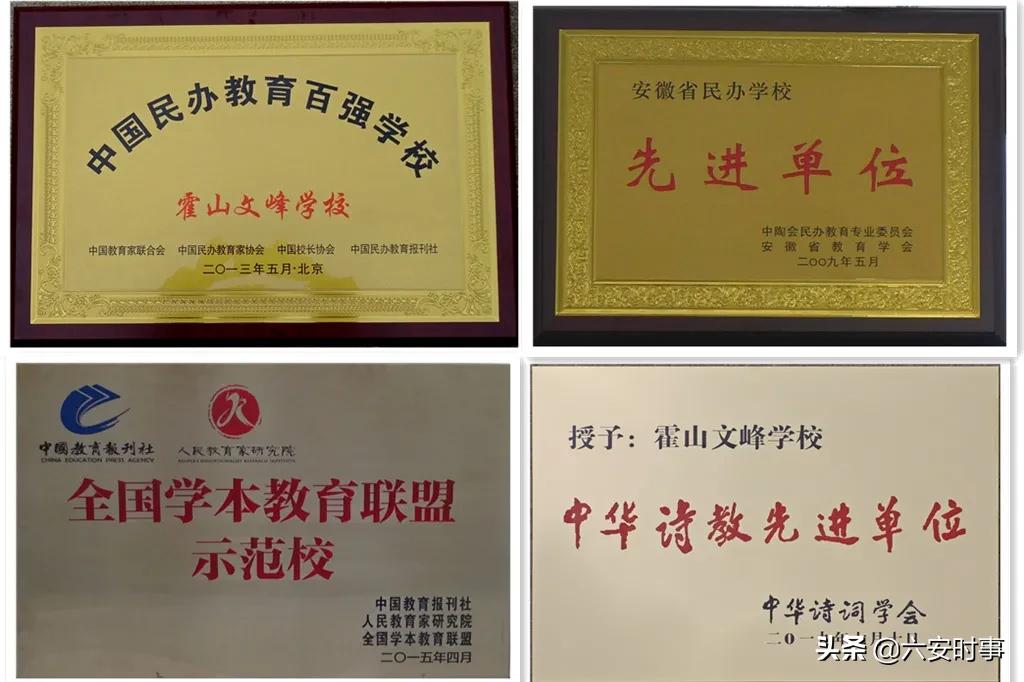 中国民办教育百强学校
霍山文峰学校
中国教育家联合会 中国民办教育家协会 中国校长协会 中国民办教育报刊社
二〇一三年五月·北京
安徽省民办学校
先进单位
中陶会民办教育专业委员会
安徽省教育学会
二〇〇九年五月
中國教育報刊社
CHINA EDUCATION PRESS AGENCY
人民教育家研究院
全国学本教育联盟
示范校
中国教育报刊社
人民教育家研究院
全国学本教育联盟
二〇一五年四月
授予：霍山文峰学校
中华诗教先进单位
中华诗词学会
二〇一
头条 @六安时事